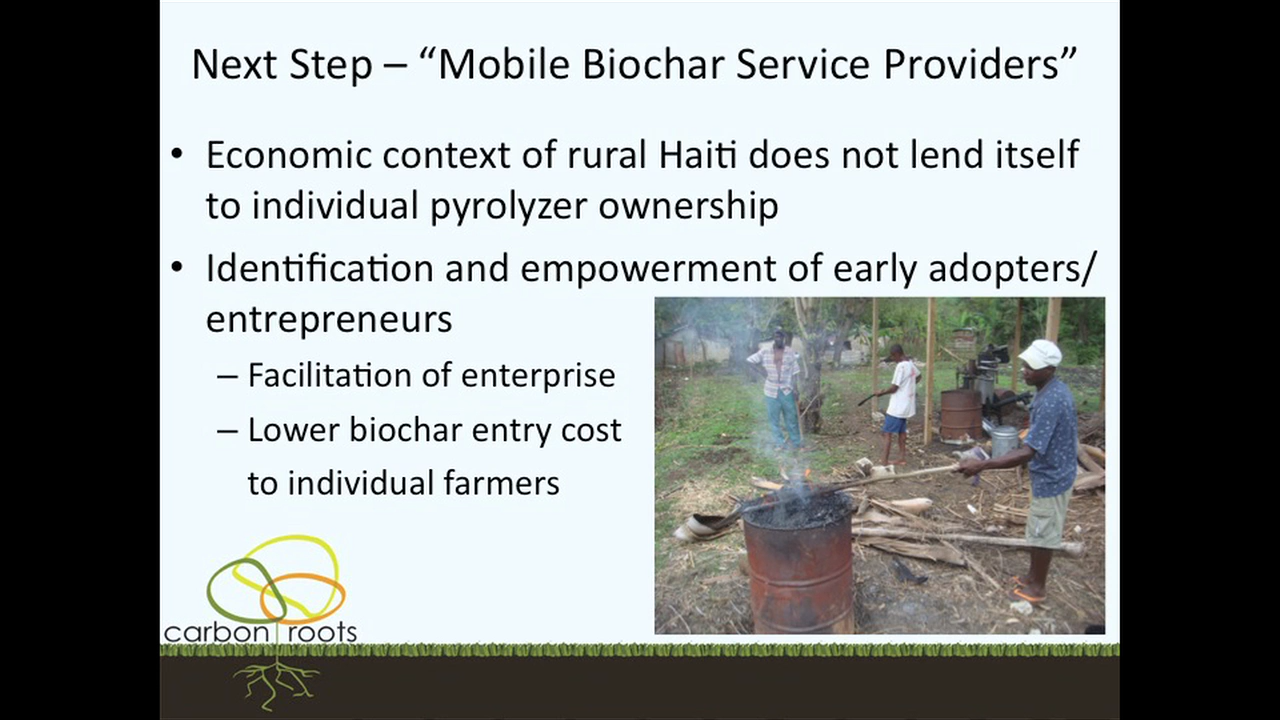 Next Step – “Mobile Biochar Service Providers”
• Economic context of rural Haiti does not lend itself
to individual pyrolyzer ownership
• Identification and empowerment of early adopters/
entrepreneurs
– Facilitation of enterprise
– Lower biochar entry cost
to individual farmers
carbon roots